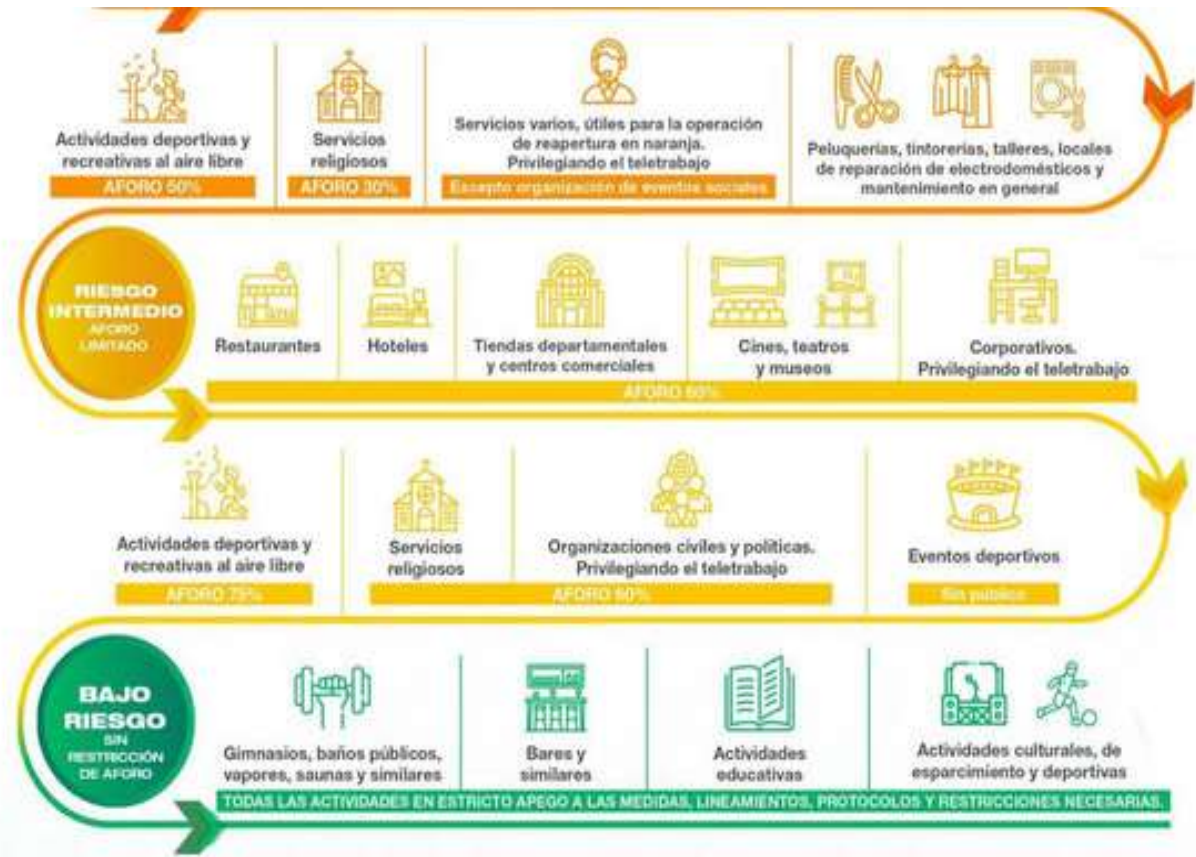 Actividades deportivas y
recreativas al aire libre
AFORO 50%
Servicios
religiosos
AFORO 30%
Servicios varios, útiles para la operación
de reapertura en naranja.
Privilegiando el teletrabajo
Excepto organización de eventos sociales
Peluquerías, tintorerías, talleres, locales
de reparación de electrodomésticos y
mantenimiento en general
RIESGO
INTERMEDIO
AFORO
LIMITADO
Restaurantes
Hoteles
Tiendas departamentales
y centros comerciales
Cines, teatros
y museos
Corporativos.
Privilegiando el teletrabajo
AFORO 60%
Actividades deportivas y
recreativas al aire libre
AFORO 75%
Servicios
religiosos
Organizaciones civiles y políticas.
Privilegiando el teletrabajo
AFORO 60%
Eventos deportivos
Sin público
BAJO
RIESGO
SIN
RESTRICCIÓN
DE AFORO
Gimnasios, baños públicos,
vapores, saunas y similares
Bares y
similares
Actividades
educativas
Actividades culturales, de
esparcimiento y deportivas
TODAS LAS ACTIVIDADES EN ESTRICTO APEGO A LAS MEDIDAS, LINEAMIENTOS, PROTOCOLOS Y RESTRICCIONES NECESARIAS.